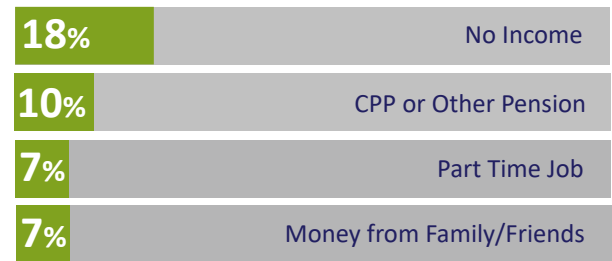 18% No Income
10% CPP or Other Pension
7% Part Time Job
7% Money from Family/Friends